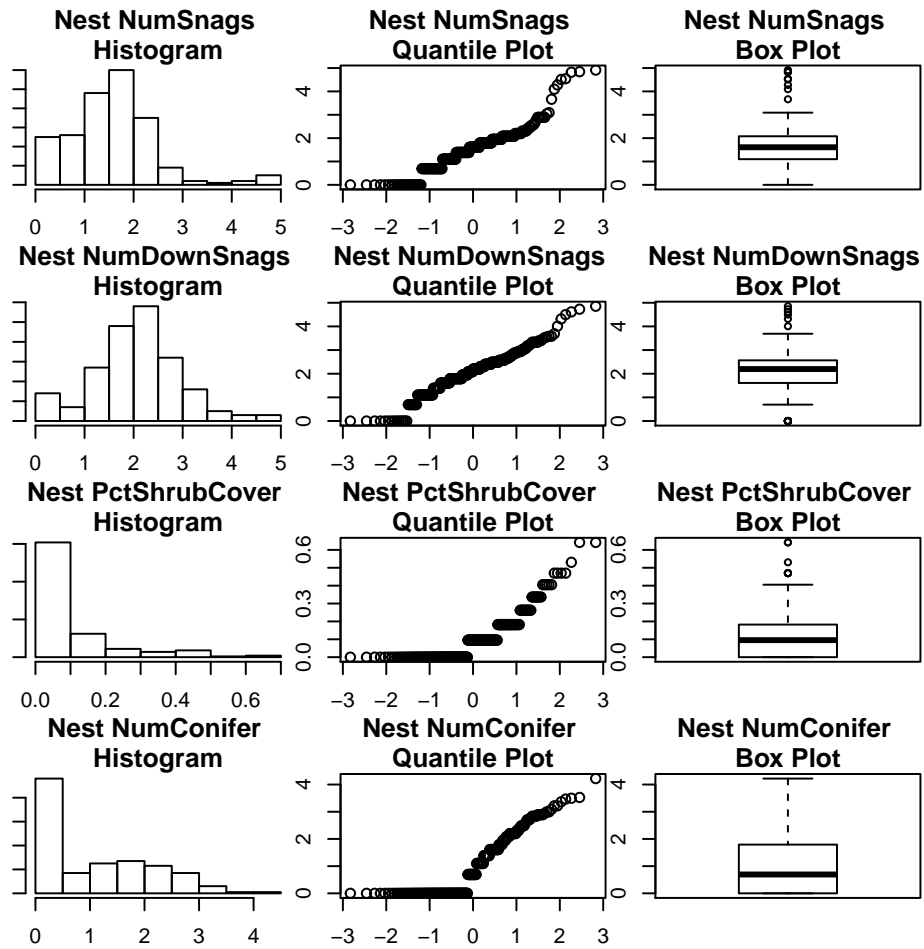 Nest NumSnags
Histogram
0 1 2 3 4 5
Nest NumSnags
Quantile Plot
0 2 4
−3 −2 −1 0 1 2 3
Nest NumSnags
Box Plot
0 2 4
Nest NumDownSnags
Histogram
0 1 2 3 4 5
Nest NumDownSnags
Quantile Plot
0 2 4
−3 −2 −1 0 1 2 3
Nest NumDownSnags
Box Plot
0 2 4
Nest PctShrubCover
Histogram
0.0 0.2 0.4 0.6
Nest PctShrubCover
Quantile Plot
0.0 0.3 0.6
−3 −2 −1 0 1 2 3
Nest PctShrubCover
Box Plot
0.0 0.3 0.6
Nest NumConifer
Histogram
0 1 2 3 4
Nest NumConifer
Quantile Plot
0 2 4
−3 −2 −1 0 1 2 3
Nest NumConifer
Box Plot
0 2 4